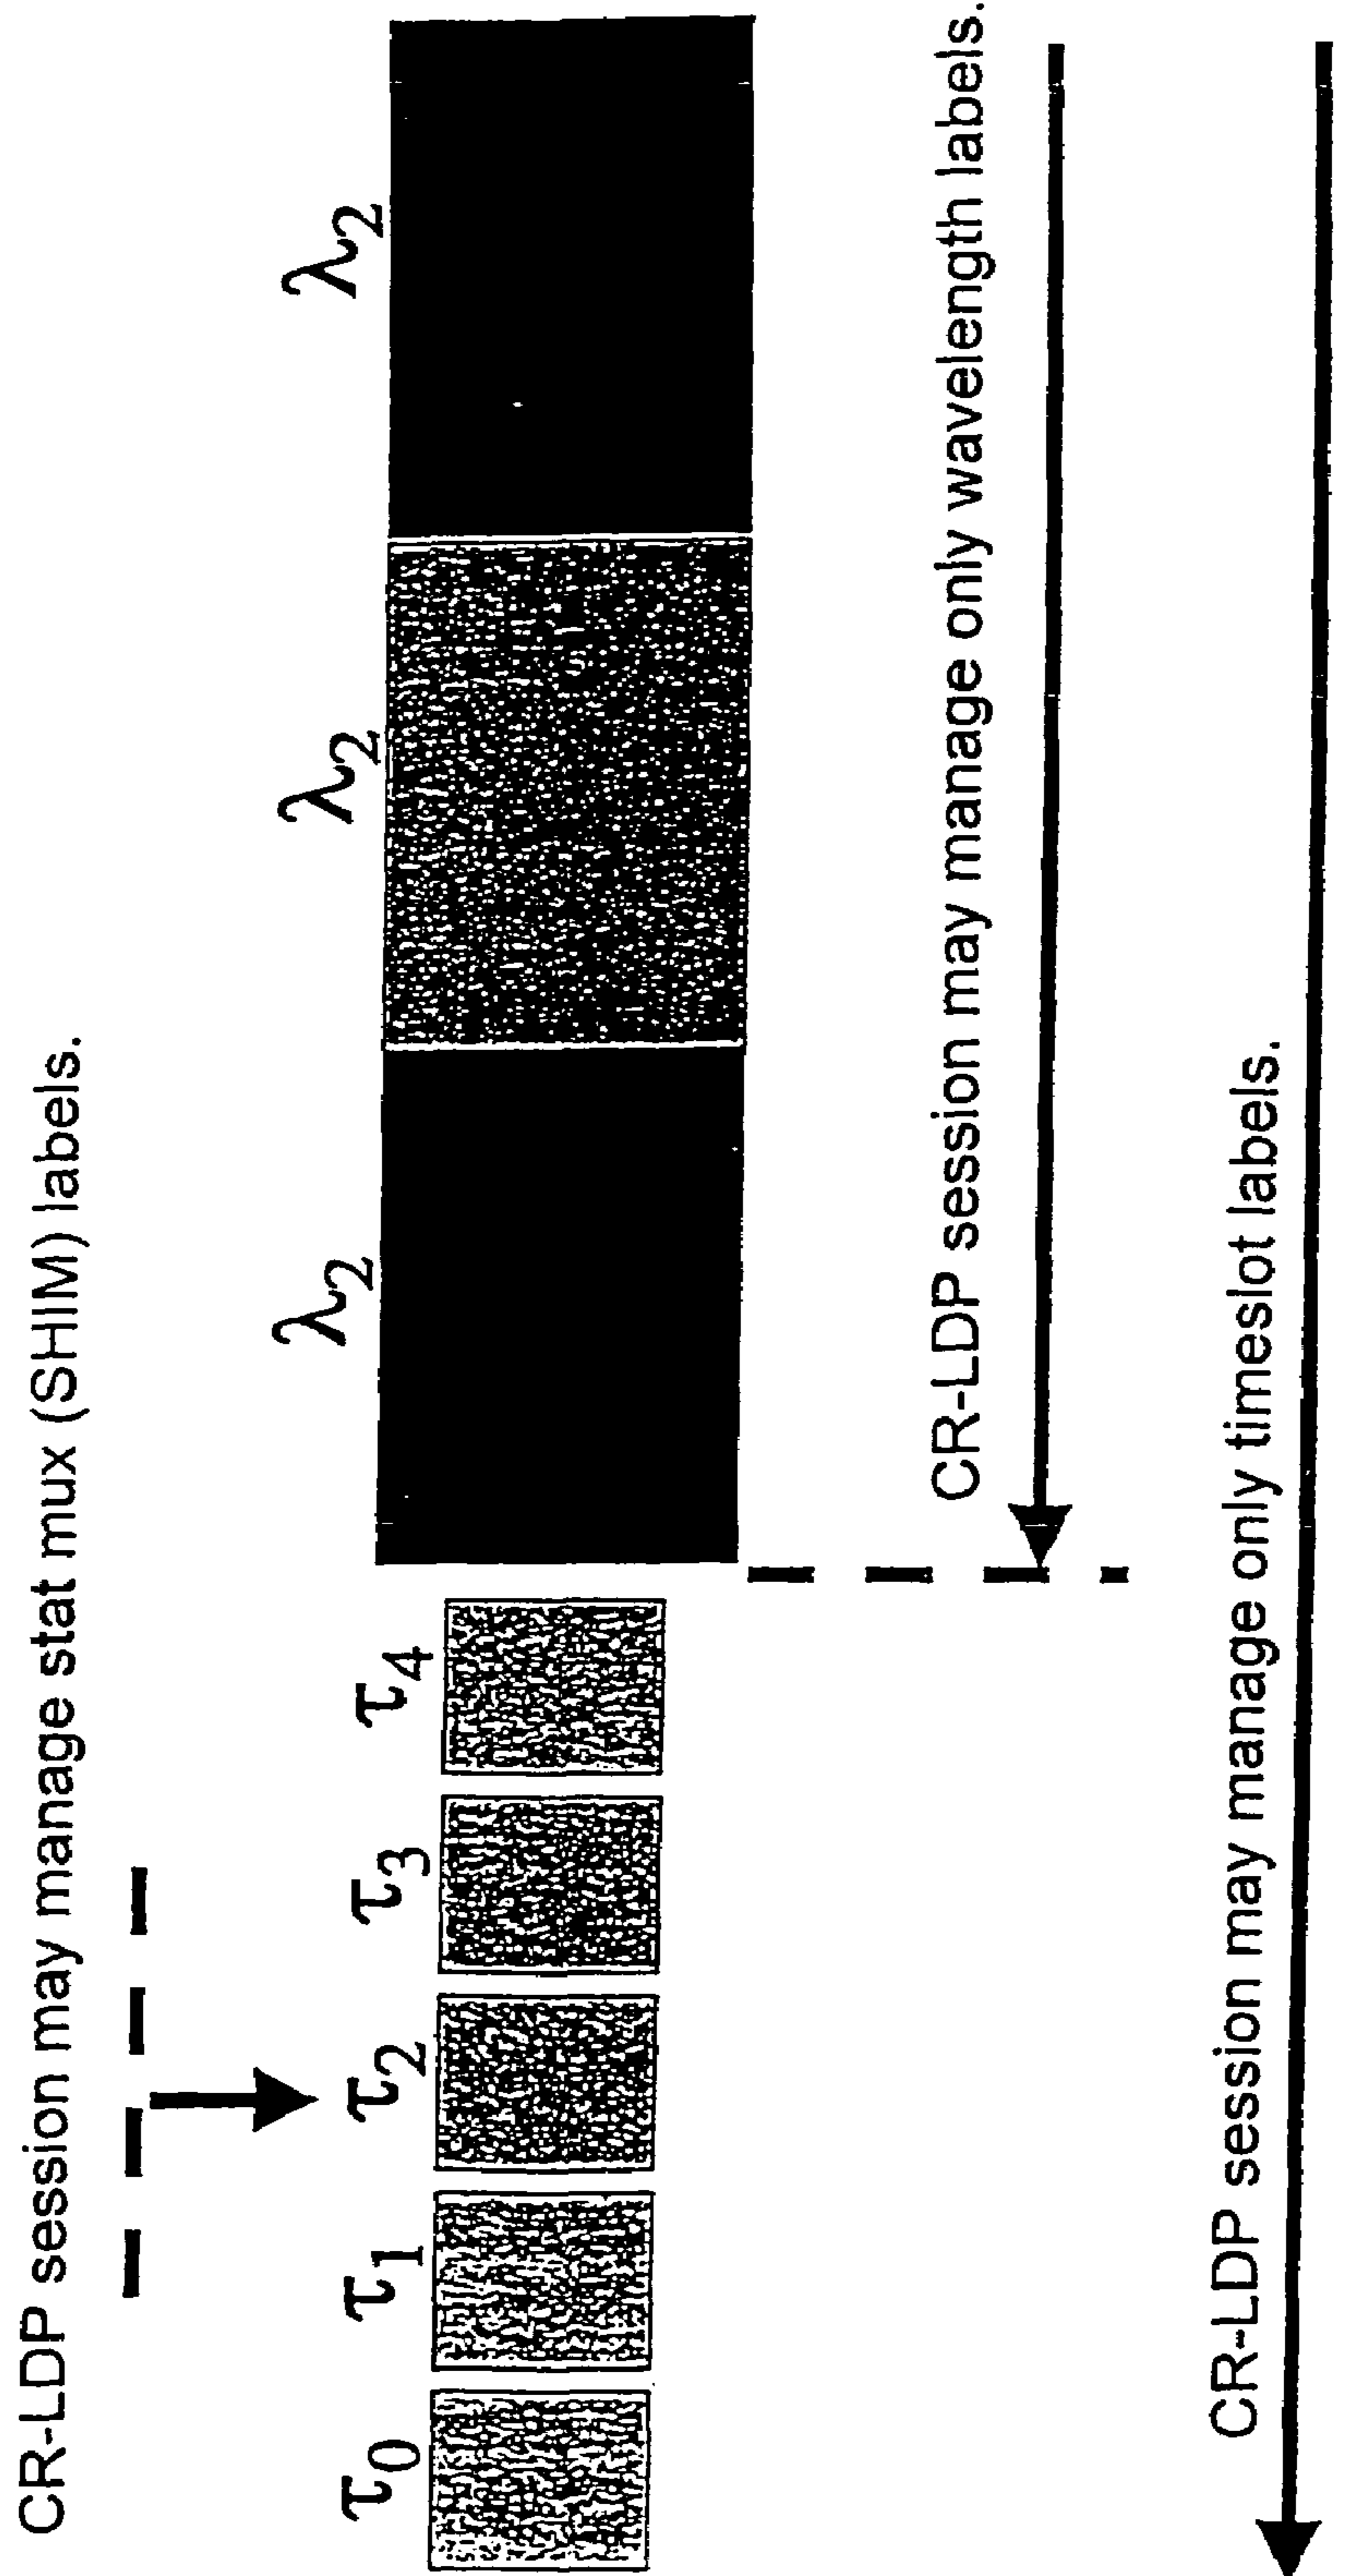 CR-LDP session may manage stat mux (SHIM) labels.
τ0 τ1 τ2 τ3 τ4 λ2 λ2 λ2
CR-LDP session may manage only wavelength labels.
CR-LDP session may manage only timeslot labels.